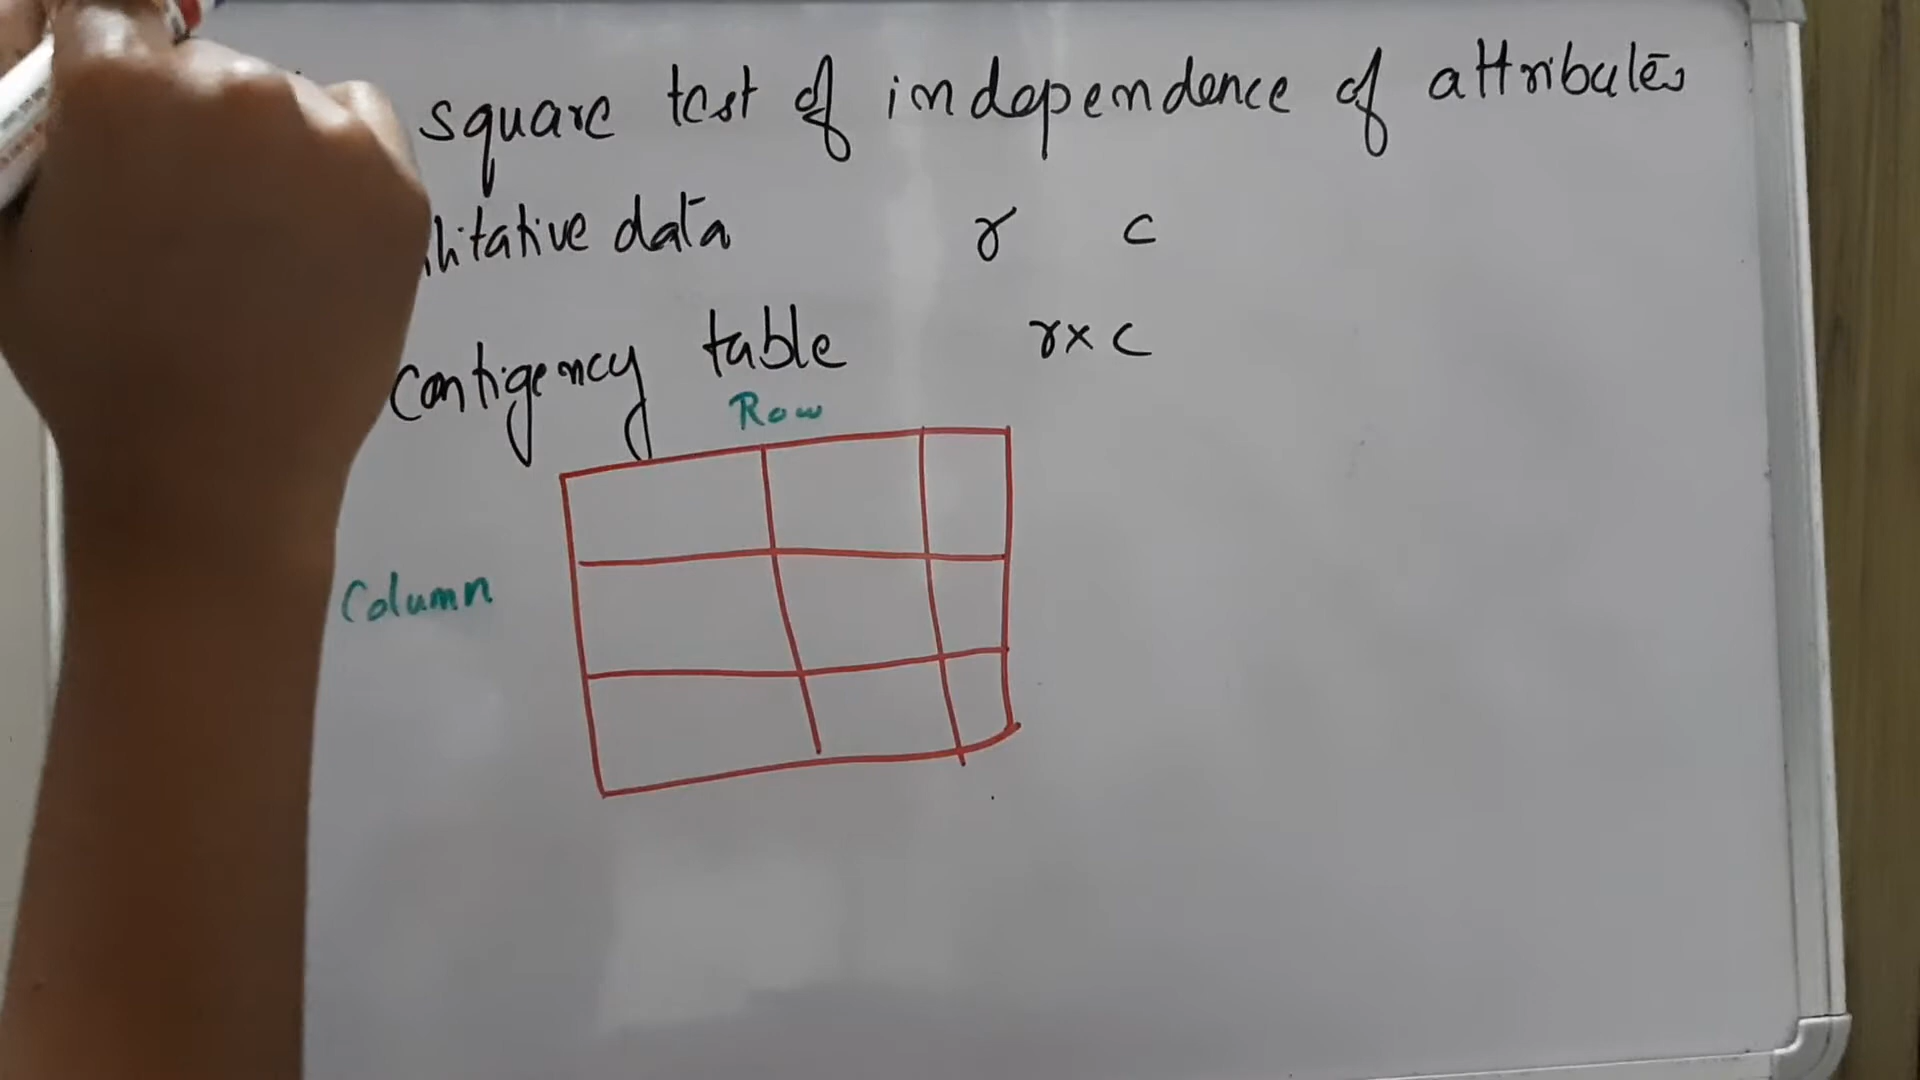 square test of independence of attributes
litative data r c
Contigency table r x c
Row
Column